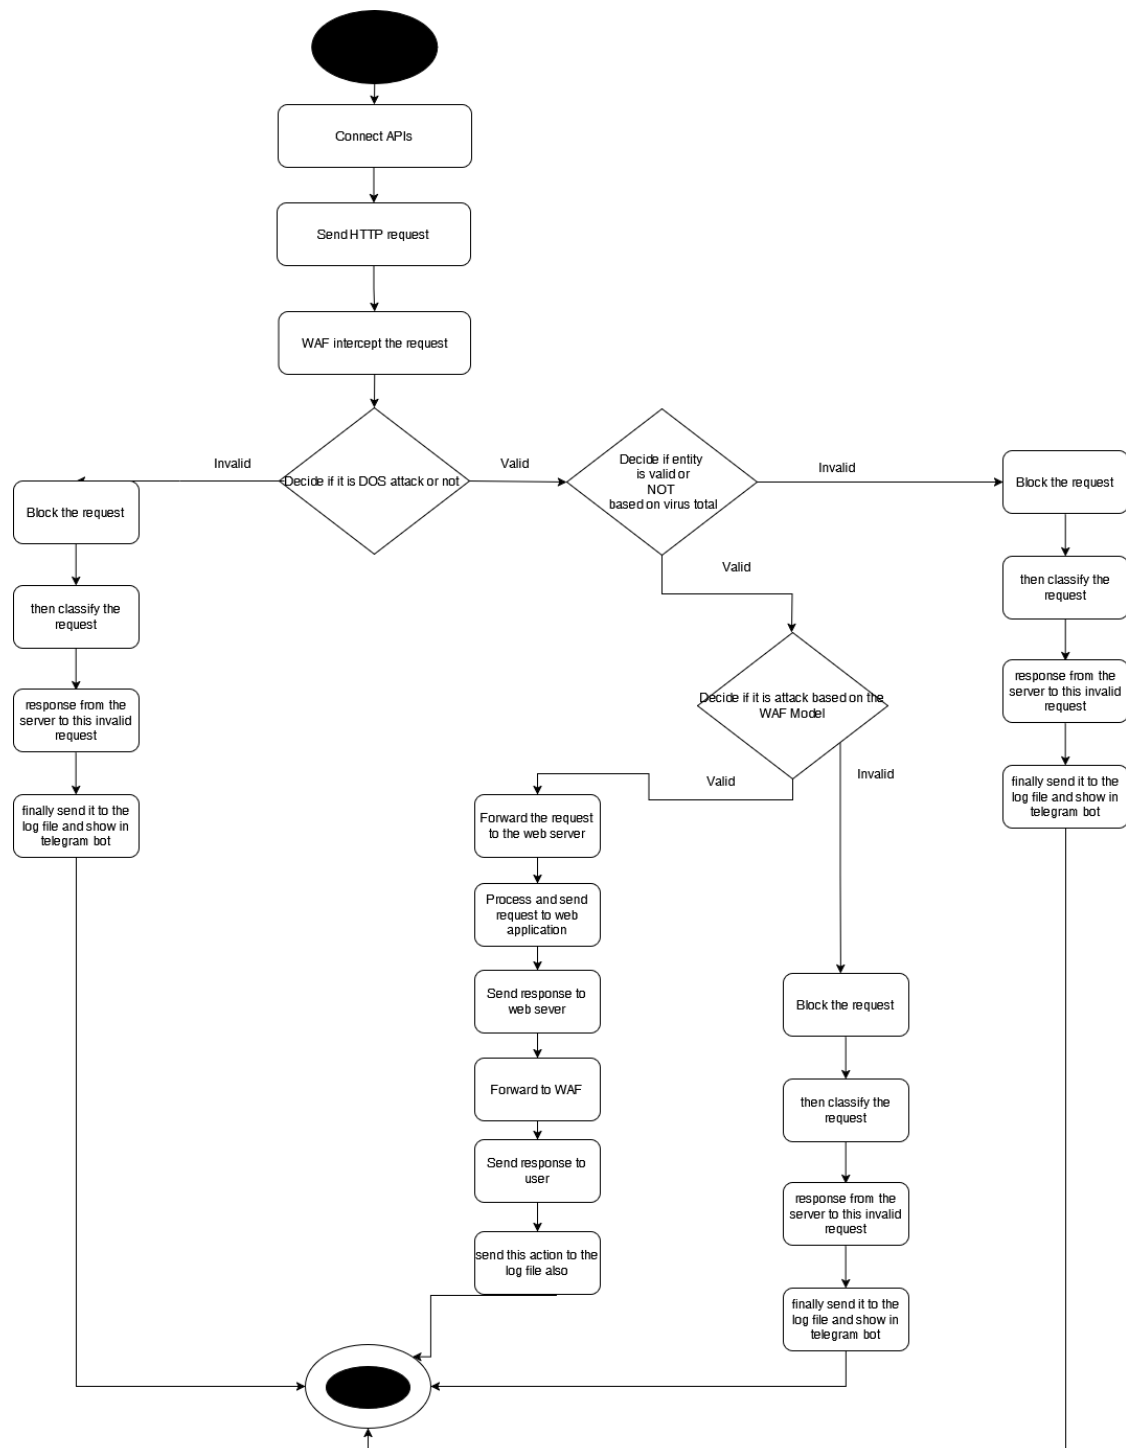 Connect APIs
Send HTTP request
WAF intercept the request
Invalid
Decide if it is DOS attack or not
Valid
Decide if entity
is valid or
NOT
based on virus total
Invalid
Block the request
Block the request
Valid
then classify the
request
then classify the
request
response from the
server to this invalid
request
response from the
server to this invalid
request
Decide if it is attack based on the
WAF Model
Valid
Invalid
finally send it to the
log file and show in
telegram bot
finally send it to the
log file and show in
telegram bot
Forward the request
to the web server
Process and send
request to web
application
Send response to
web sever
Block the request
Forward to WAF
then classify the
request
Send response to
user
response from the
server to this invalid
request
send this action to the
log file also
finally send it to the
log file and show in
telegram bot